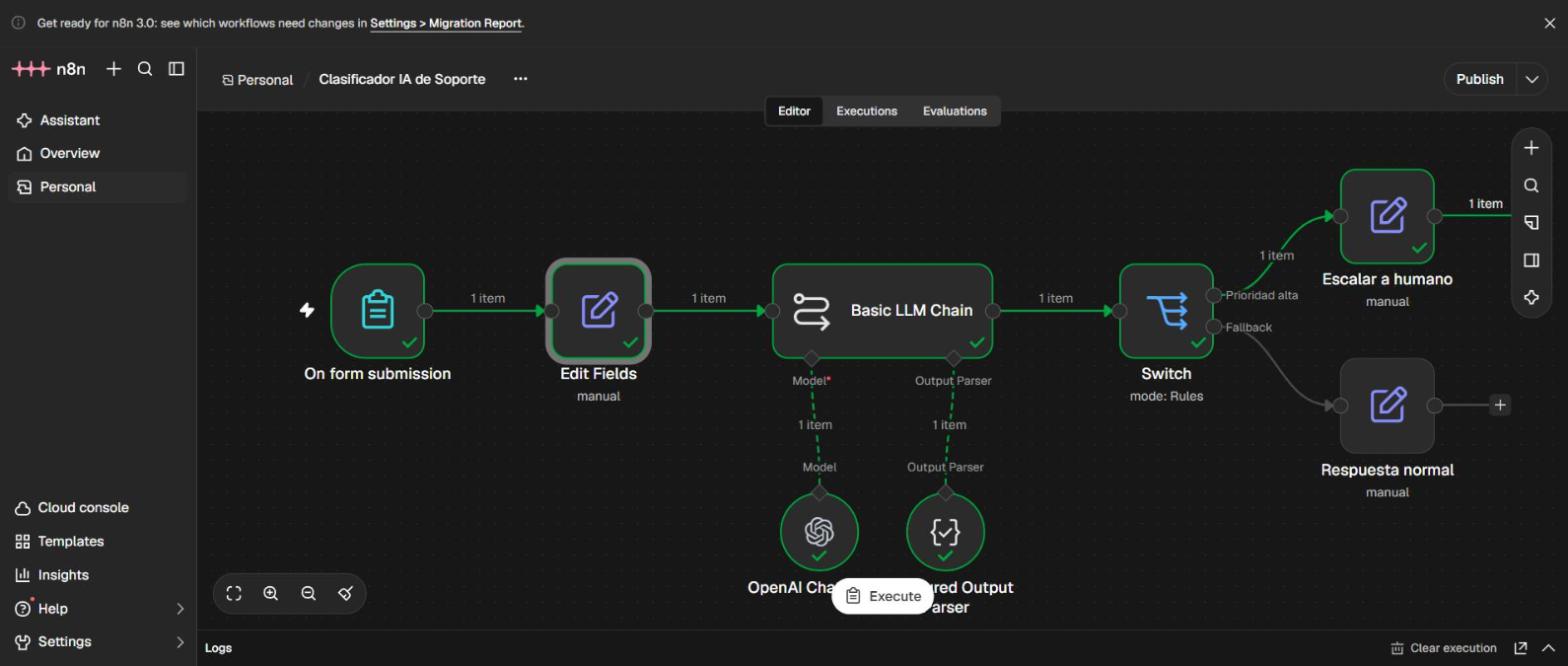 Get ready for n8n 3.0: see which workflows need changes in Settings > Migration Report.
n8n
Personal / Clasificador IA de Soporte ...
Publish
Editor Executions Evaluations
Assistant
Overview
Personal
Cloud console
Templates
Insights
Help
Settings
1 item
1 item
1 item
1 item
1 item
On form submission
Edit Fields
manual
Basic LLM Chain
Model*
Output Parser
1 item
1 item
Model
Output Parser
OpenAI Cha
red Output
arser
Switch
mode: Rules
Prioridad alta
Fallback
Escalar a humano
manual
Respuesta normal
manual
Execute
Logs
Clear execution